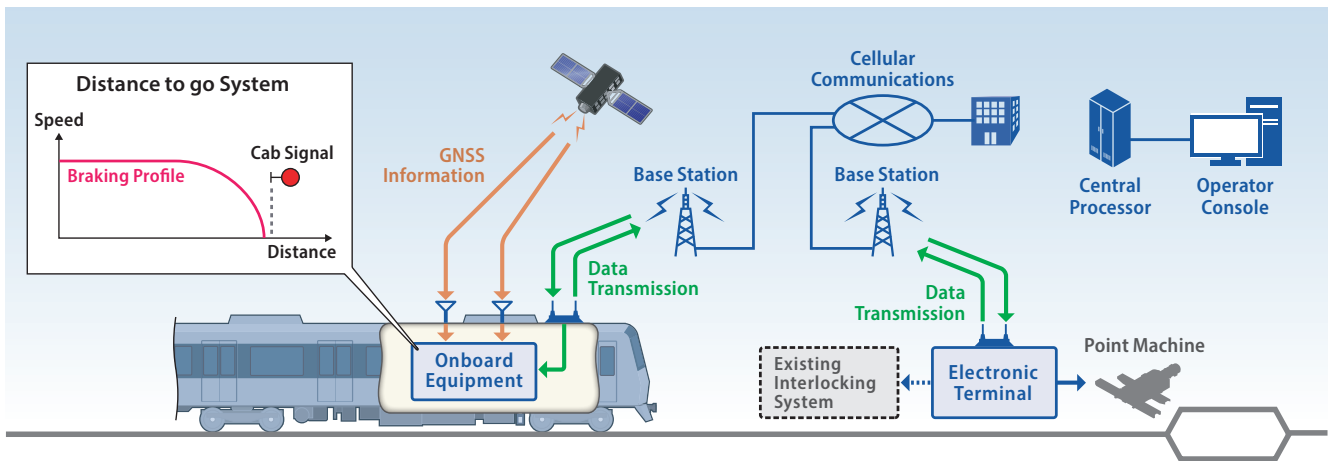 Distance to go System
Speed
Cab Signal
Braking Profile
Distance
GNSS
Information
Data
Transmission
Base Station
Cellular
Communications
Base Station
Central
Processor
Operator
Console
Data
Transmission
Onboard
Equipment
Existing
Interlocking
System
Electronic
Terminal
Point Machine